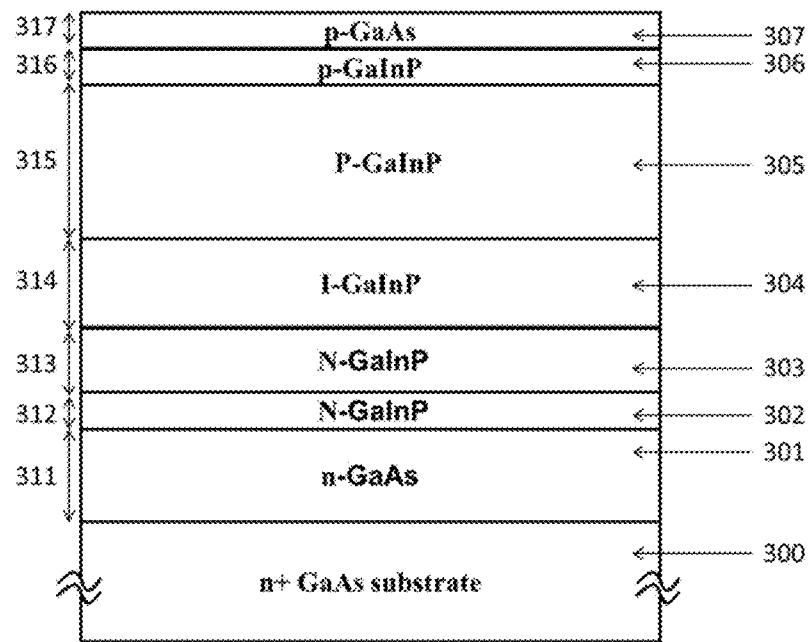 317 p-GaAs 307
316 p-GaInP 306
315 P-GaInP 305
314 I-GaInP 304
313 N-GaInP 303
312 N-GaInP 302
301
311 n-GaAs
300
n+ GaAs substrate